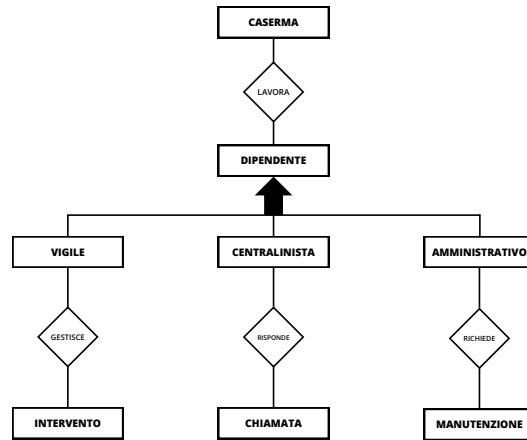 CASERMA
LAVORA
DIPENDENTE
VIGILE
CENTRALINISTA
AMMINISTRATIVO
GESTISCE
RISPONDE
RICHIEDE
INTERVENTO
CHIAMATA
MANUTENZIONE